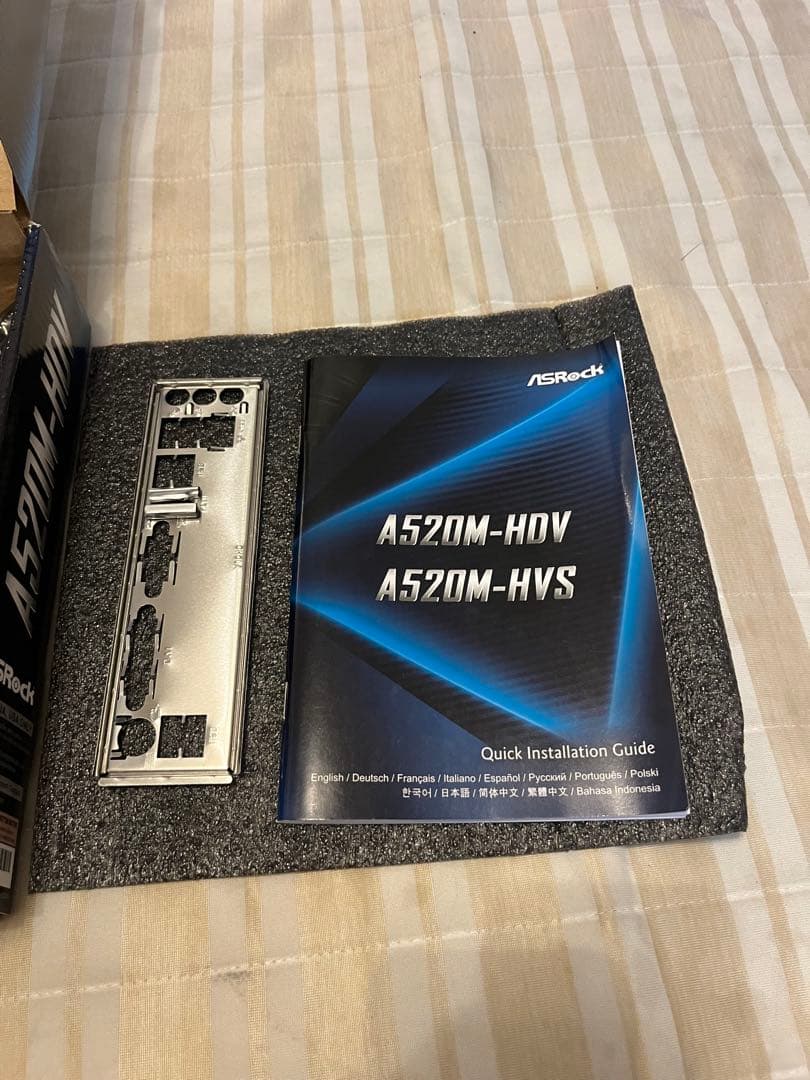 A520M-HDV
ASRock
A520M-HDV
A520M-HVS
Quick Installation Guide
English / Deutsch / Français / Italiano / Español / Русский / Português / Polski
한국어 / 日本語 / 简体中文 / 繁體中文 / Bahasa Indonesia